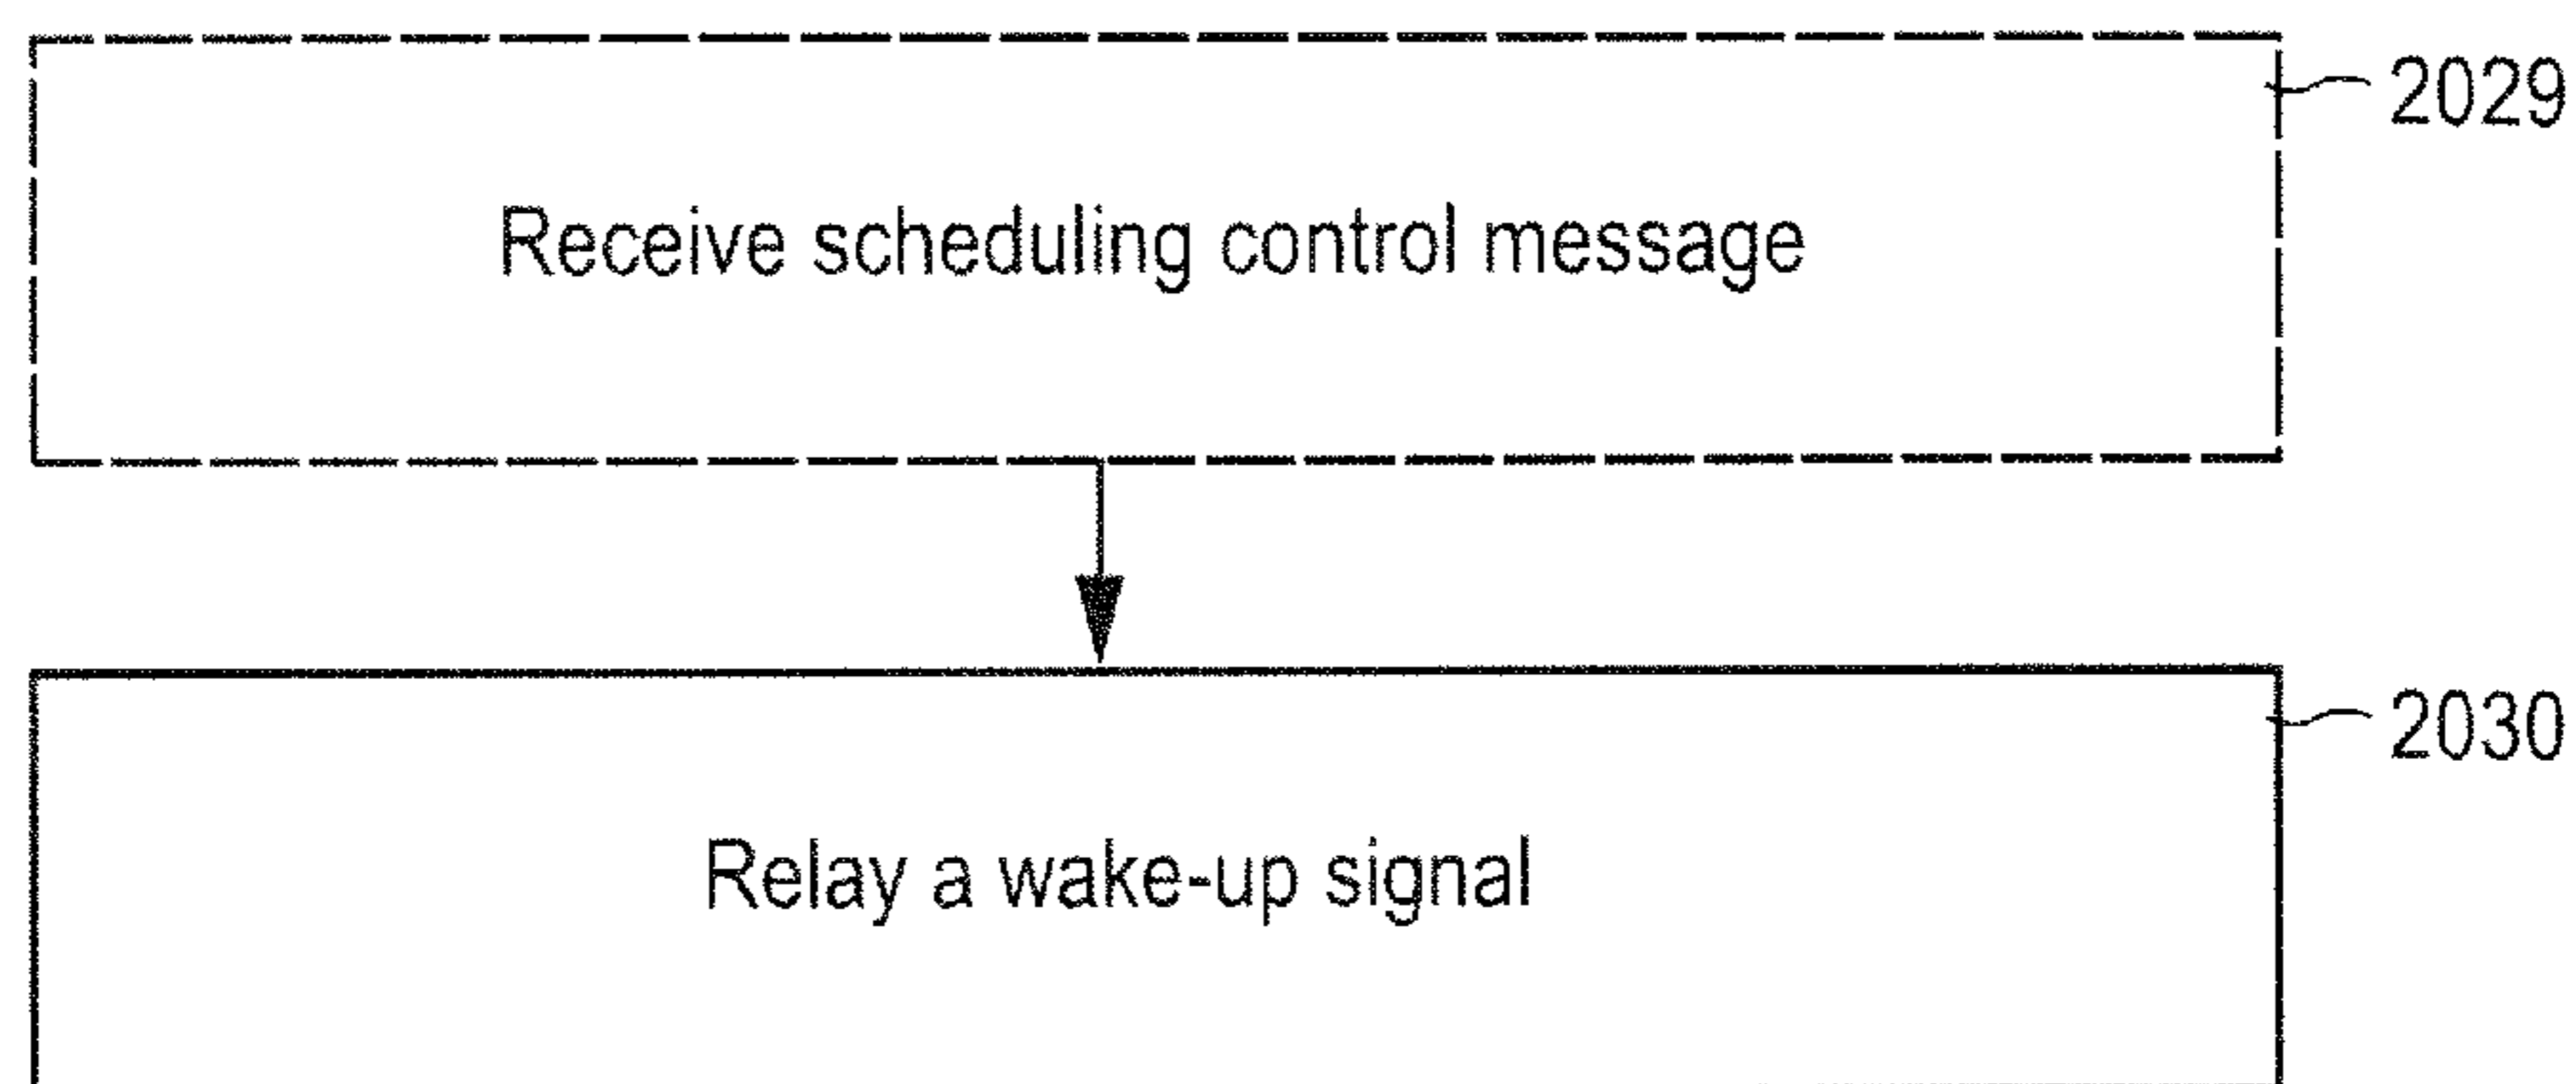 2029
Receive scheduling control message
2030
Relay a wake-up signal